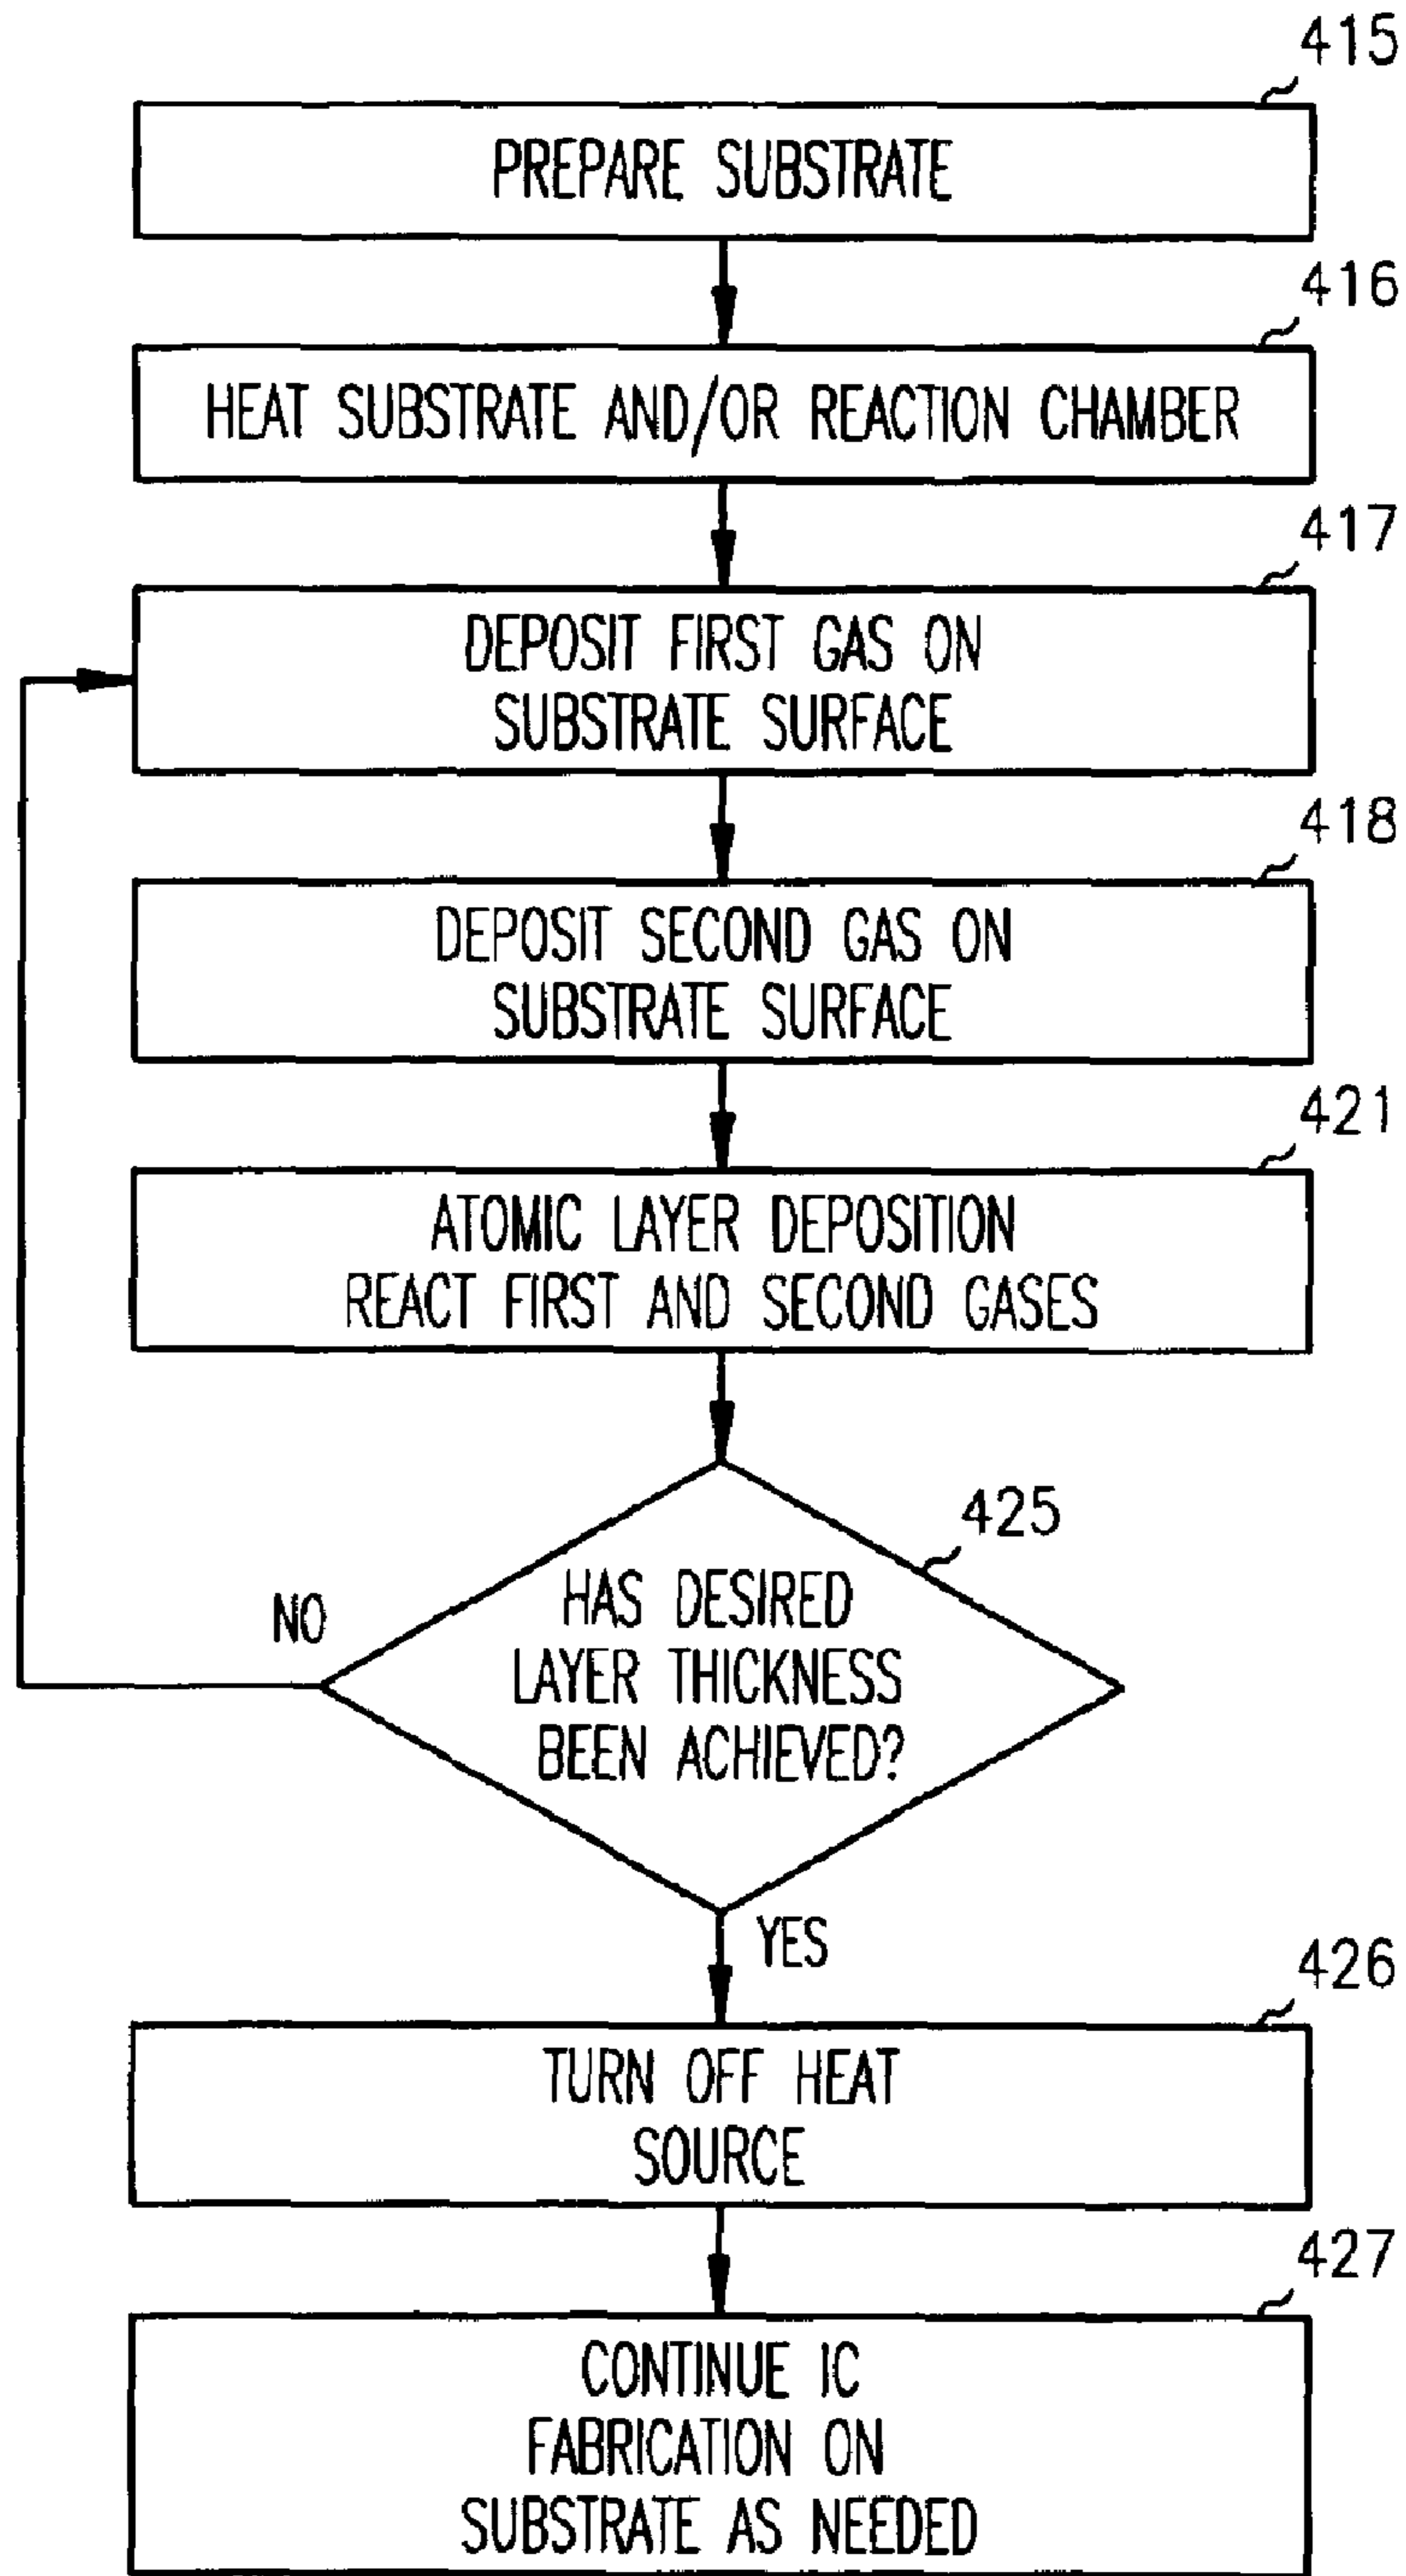 415
PREPARE SUBSTRATE
416
HEAT SUBSTRATE AND/OR REACTION CHAMBER
417
DEPOSIT FIRST GAS ON
SUBSTRATE SURFACE
418
DEPOSIT SECOND GAS ON
SUBSTRATE SURFACE
421
ATOMIC LAYER DEPOSITION
REACT FIRST AND SECOND GASES
425
HAS DESIRED
LAYER THICKNESS
BEEN ACHIEVED?
NO
YES
426
TURN OFF HEAT
SOURCE
427
CONTINUE IC
FABRICATION ON
SUBSTRATE AS NEEDED